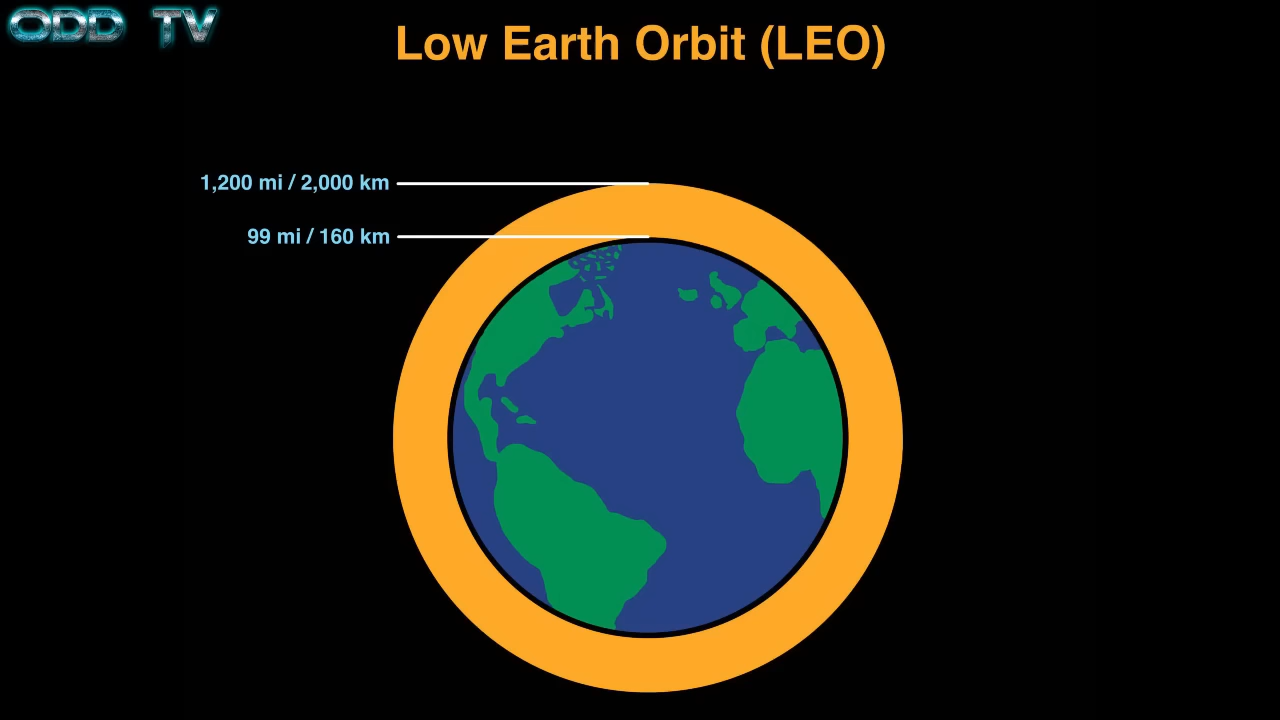 ODD TV
Low Earth Orbit (LEO)
1,200 mi / 2,000 km
99 mi / 160 km